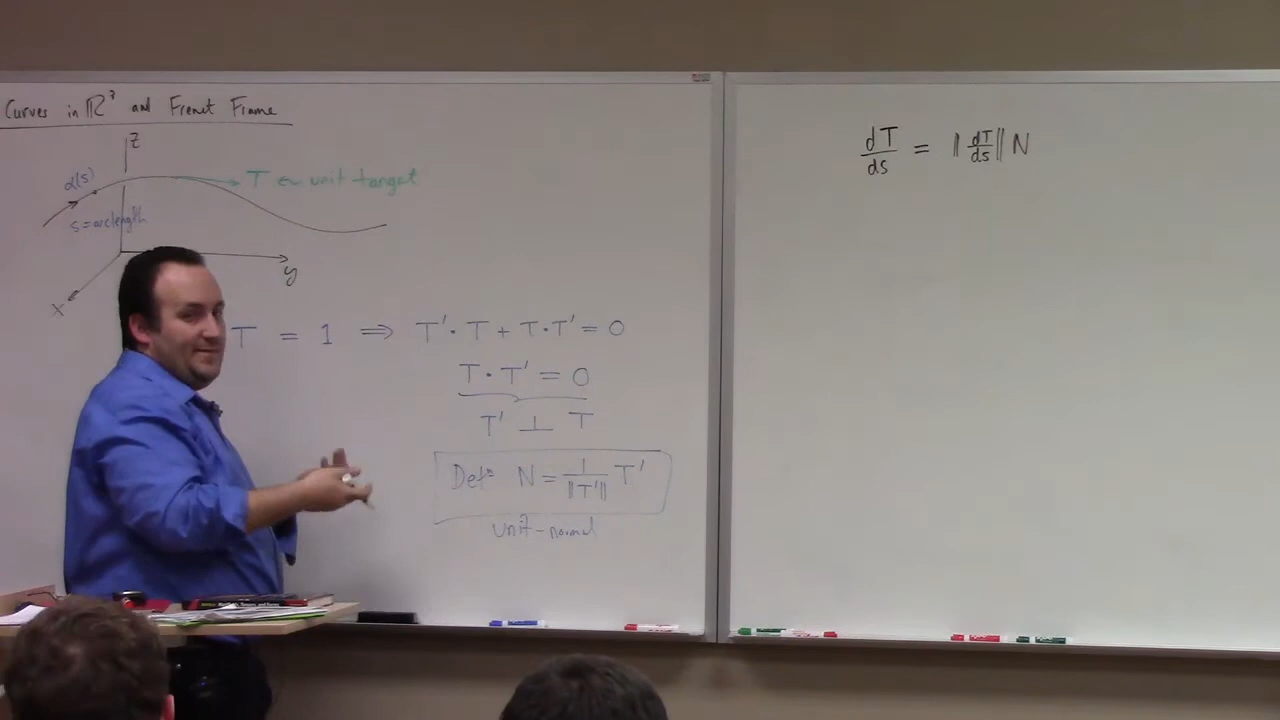 Curves in ℝ³ and Frenet Frame
z
α(s)
T ← unit tangent
s = arclength
y
x
T = 1 ⟹ T'·T + T·T' = 0
T·T' = 0
T' ⊥ T
Defⁿ N = 1/‖T'‖ T'
unit-normal
dT/ds = ‖dT/ds‖ N